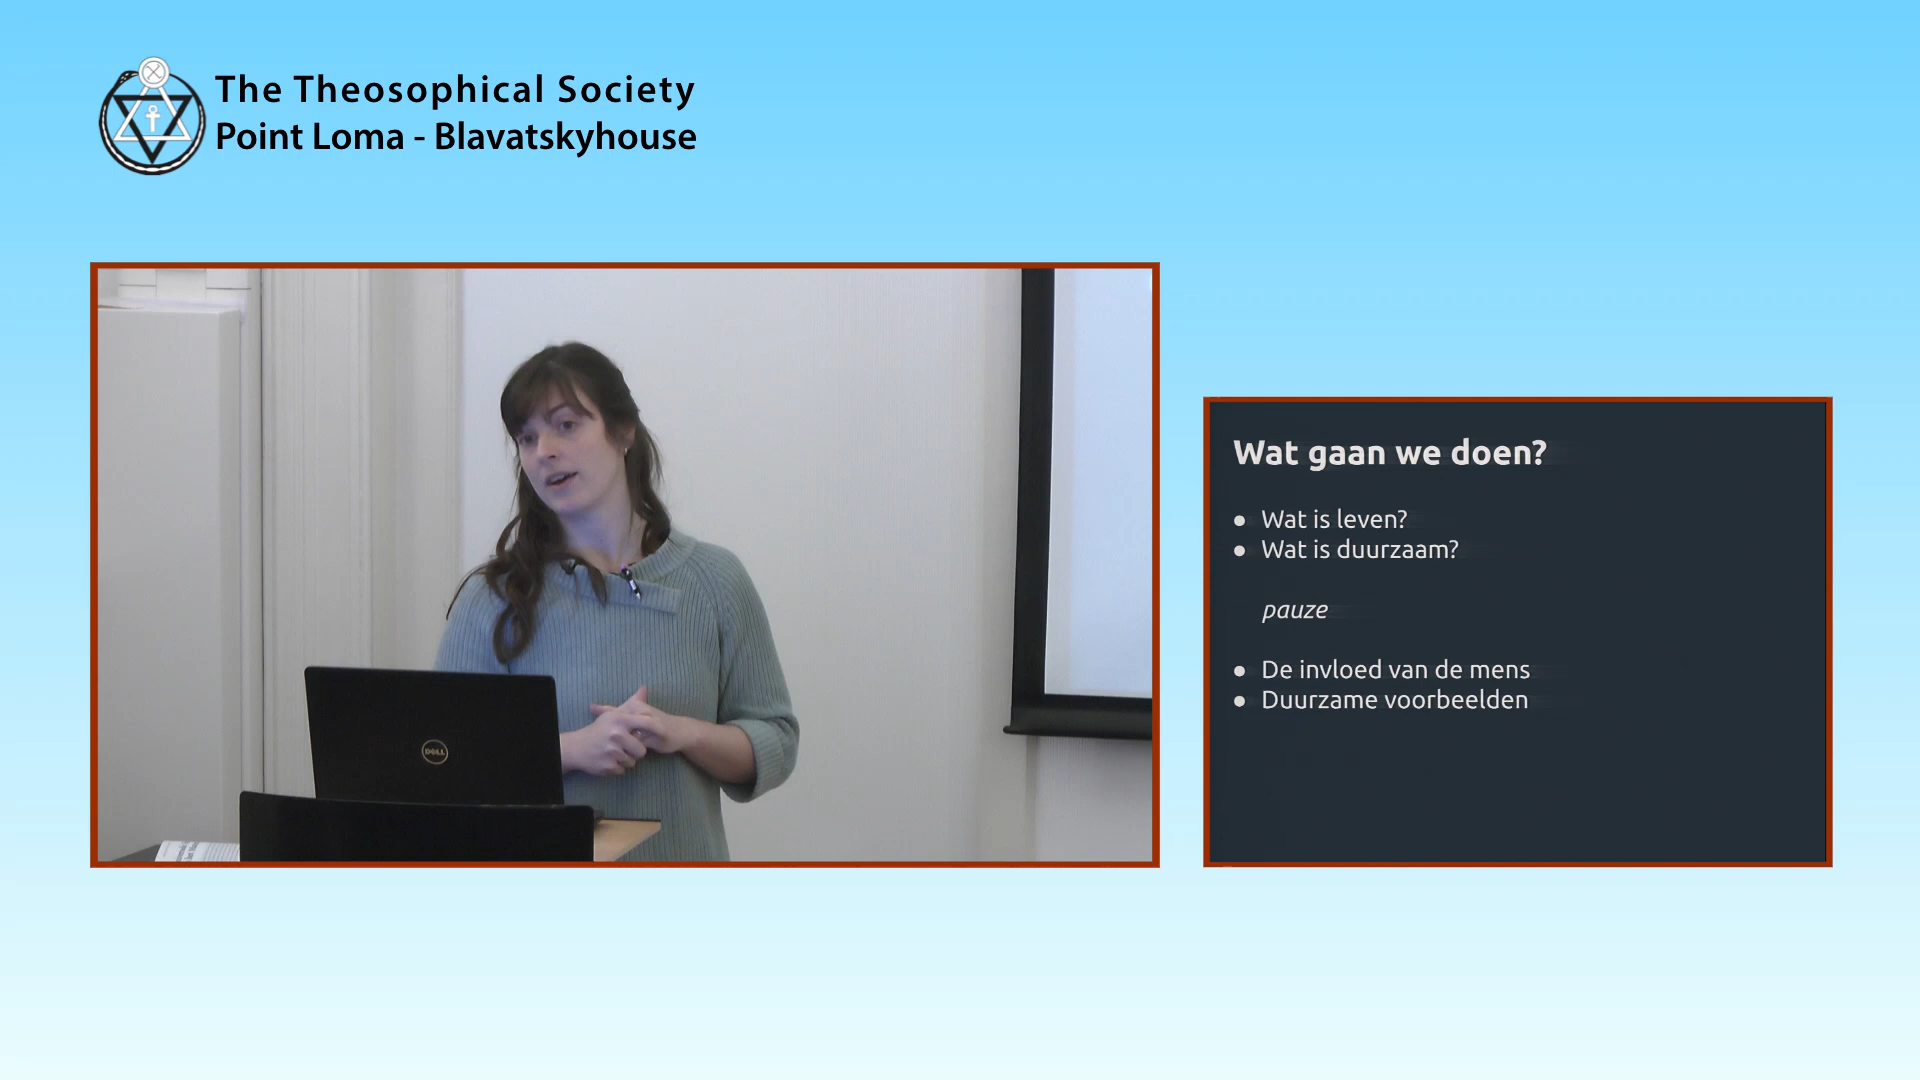 The Theosophical Society
Point Loma - Blavatskyhouse
Wat gaan we doen?
● Wat is leven?
● Wat is duurzaam?
pauze
● De invloed van de mens
● Duurzame voorbeelden
DELL